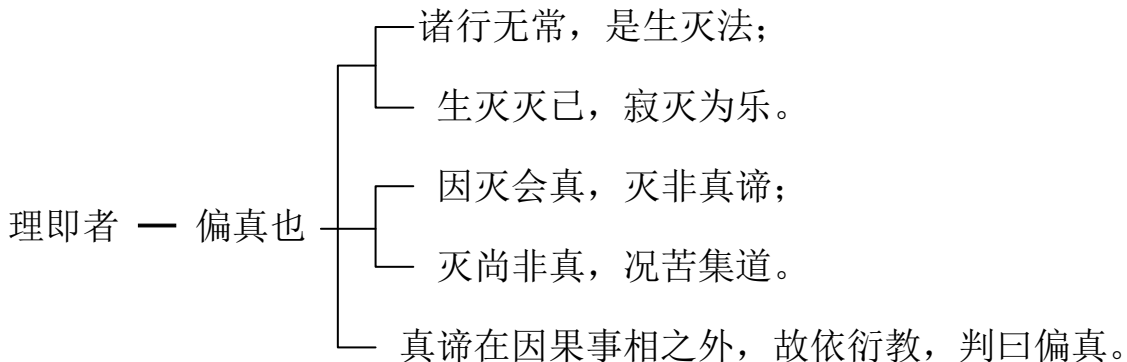 诸行无常，是生灭法；
生灭灭已，寂灭为乐。
因灭会真，灭非真谛；
理即者 — 偏真也
灭尚非真，况苦集道。
真谛在因果事相之外，故依衍教，判曰偏真。